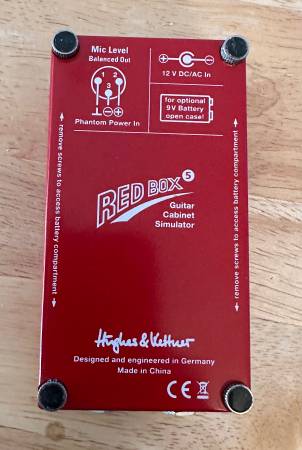 Mic Level
Balanced Out
1 2
3
⊥ ⊖ ⊕
Phantom Power In
12 V DC/AC In
for optional
9V Battery
open case!
remove screws to access battery compartment
remove screws to access battery compartment
RED BOX 5
Guitar
Cabinet
Simulator
Hughes & Kettner
Designed and engineered in Germany
Made in China
CE